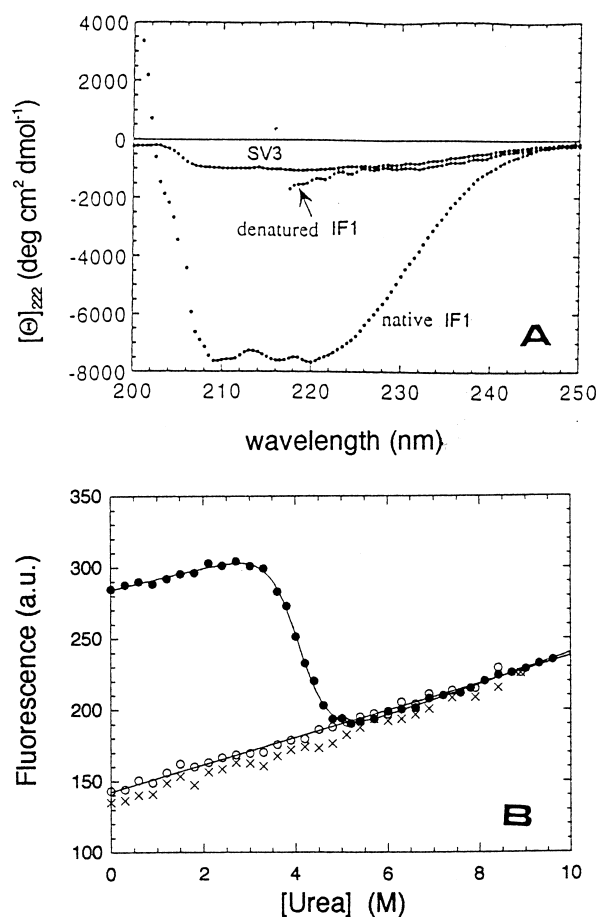 4000
2000
0
-2000
-4000
-6000
-8000
[Θ]222 (deg cm2 dmol-1)
SV3
denatured IF1
native IF1
A
200 210 220 230 240 250
wavelength (nm)
350
300
250
200
150
100
Fluorescence (a.u.)
B
0 2 4 6 8 10
[Urea] (M)